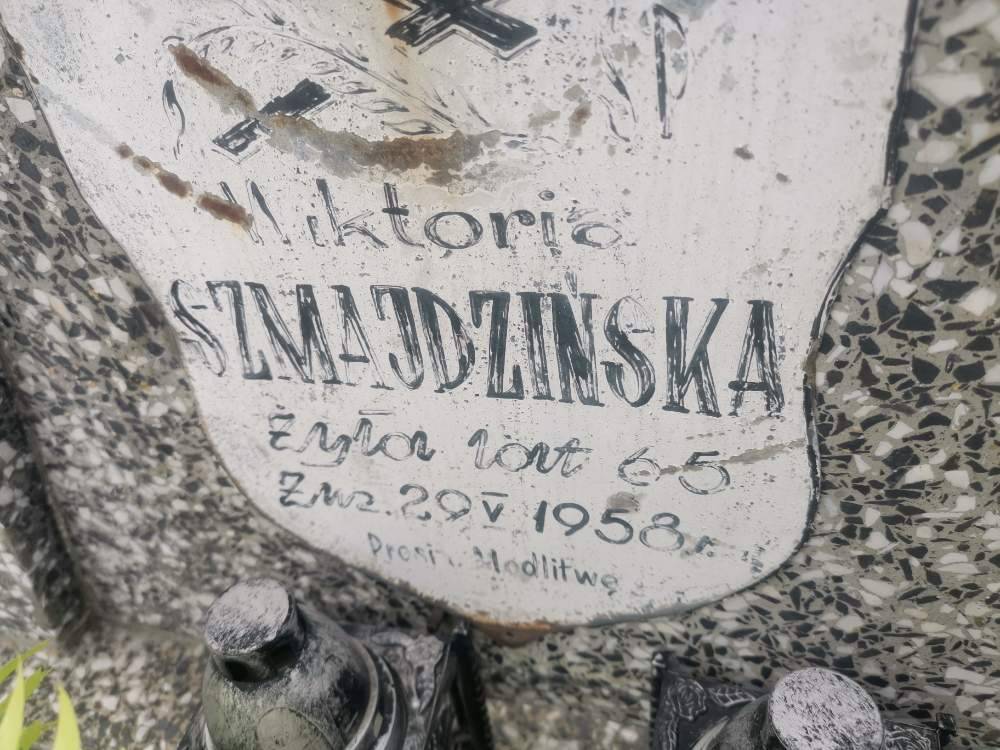 Wiktoria
SZMAJDZIŃSKA
żyła lat 65
Zm. 29 V 1958 r.
Prosi o Modlitwę